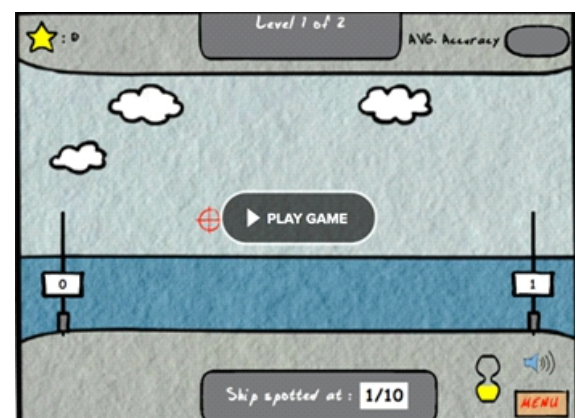 Level 1 of 2
: 0
AVG. Accuracy
PLAY GAME
0
1
Ship spotted at : 1/10
MENU